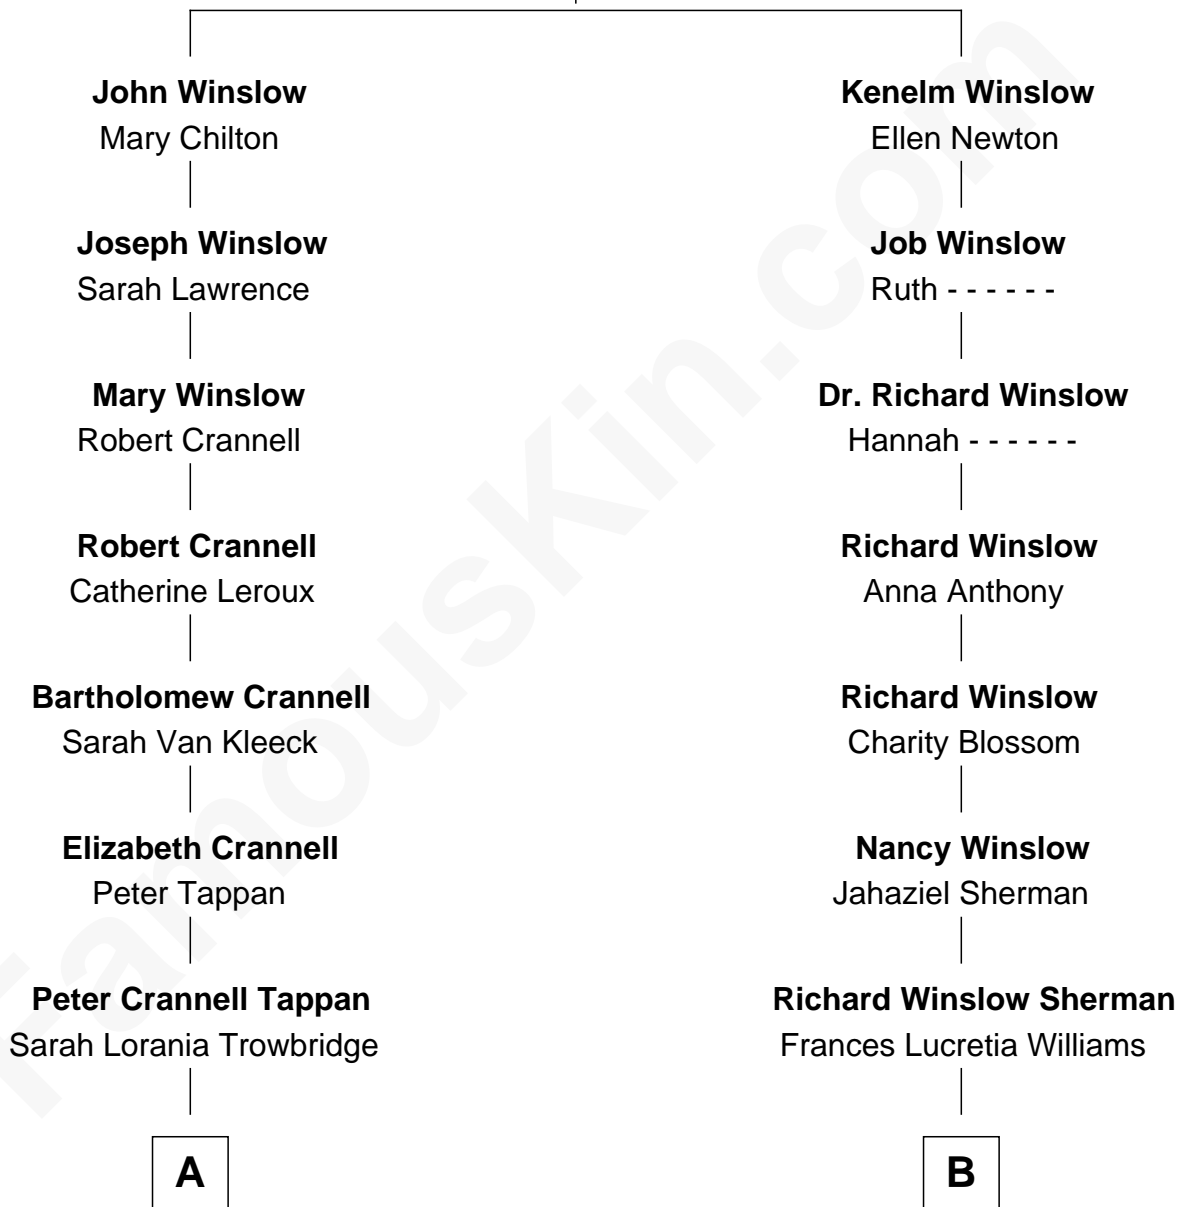 John Winslow
Mary Chilton
Kenelm Winslow
Ellen Newton
Joseph Winslow
Sarah Lawrence
Job Winslow
Ruth - - - - - -
Mary Winslow
Robert Crannell
Dr. Richard Winslow
Hannah - - - - - -
Robert Crannell
Catherine Leroux
Richard Winslow
Anna Anthony
Bartholomew Crannell
Sarah Van Kleeck
Richard Winslow
Charity Blossom
Elizabeth Crannell
Peter Tappan
Nancy Winslow
Jahaziel Sherman
Peter Crannell Tappan
Sarah Lorania Trowbridge
Richard Winslow Sherman
Frances Lucretia Williams
A
B
FamousKin.com